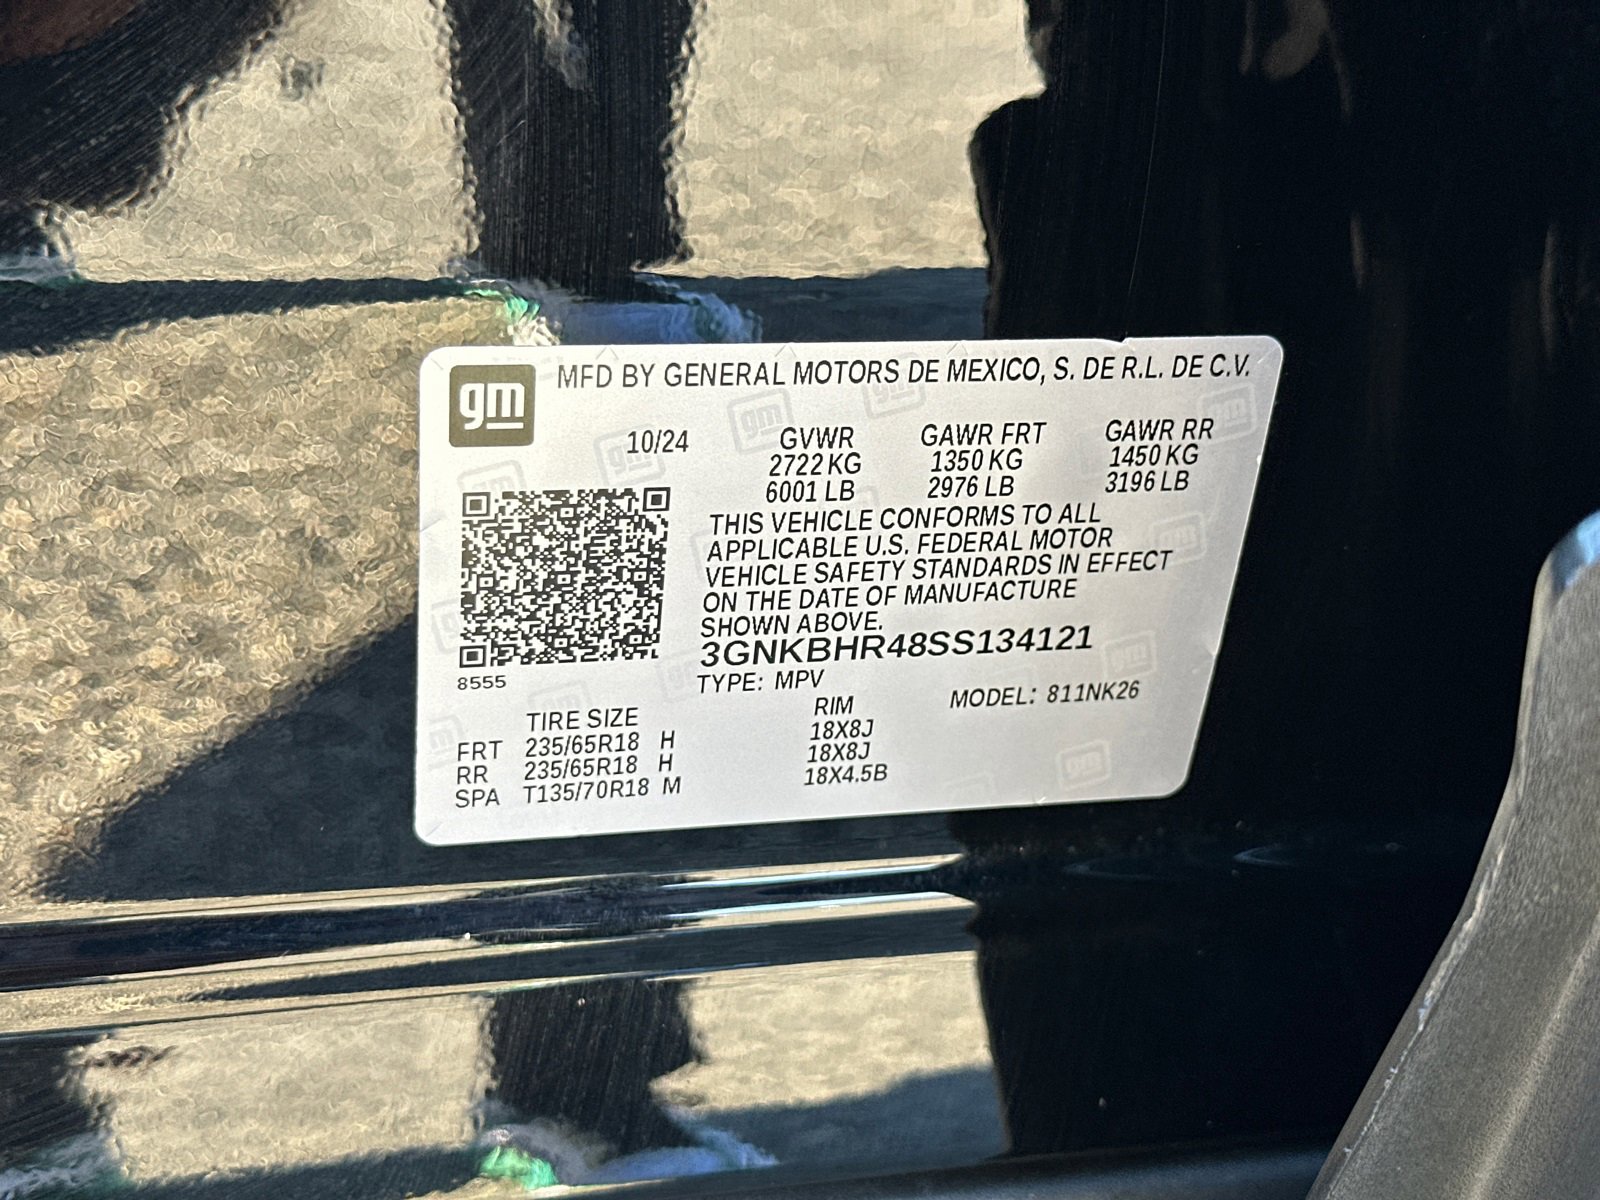 gm
MFD BY GENERAL MOTORS DE MEXICO, S. DE R.L. DE C.V.
10/24 GVWR GAWR FRT GAWR RR
2722 KG 1350 KG 1450 KG
6001 LB 2976 LB 3196 LB
THIS VEHICLE CONFORMS TO ALL
APPLICABLE U.S. FEDERAL MOTOR
VEHICLE SAFETY STANDARDS IN EFFECT
ON THE DATE OF MANUFACTURE
SHOWN ABOVE.
3GNKBHR48SS134121
8555
TYPE: MPV MODEL: 811NK26
TIRE SIZE RIM
FRT 235/65R18 H 18X8J
RR 235/65R18 H 18X8J
SPA T135/70R18 M 18X4.5B